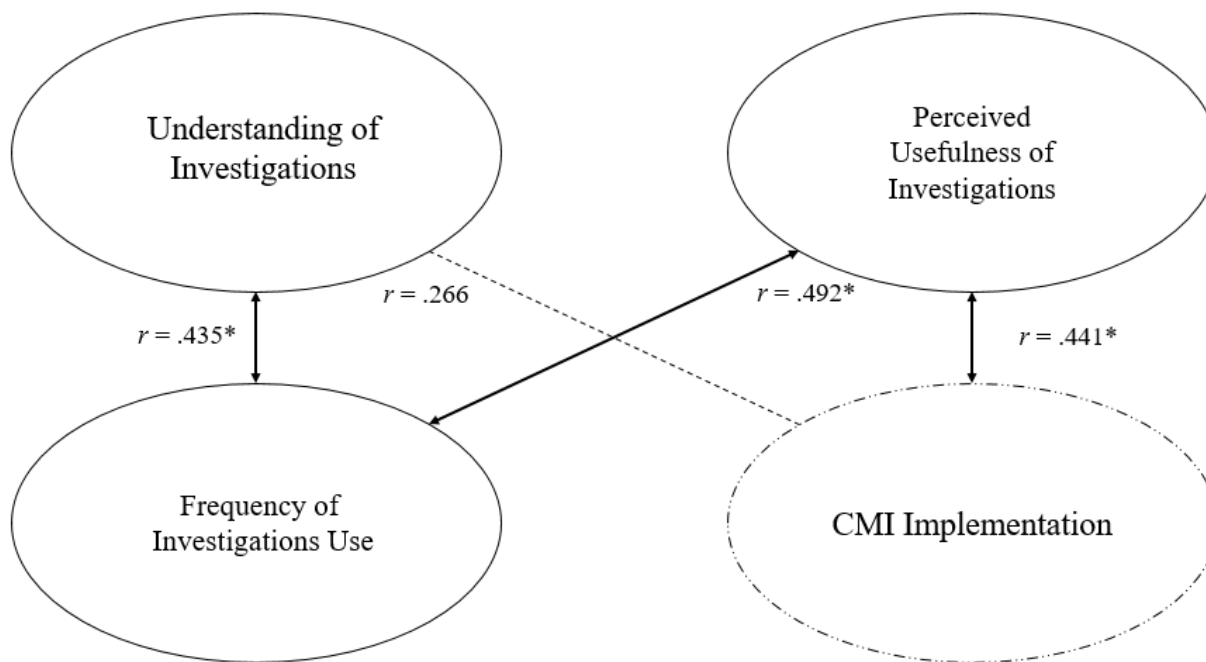 Understanding of
Investigations
Perceived
Usefulness of
Investigations
r = .266
r = .492*
r = .435*
r = .441*
Frequency of
Investigations Use
CMI Implementation